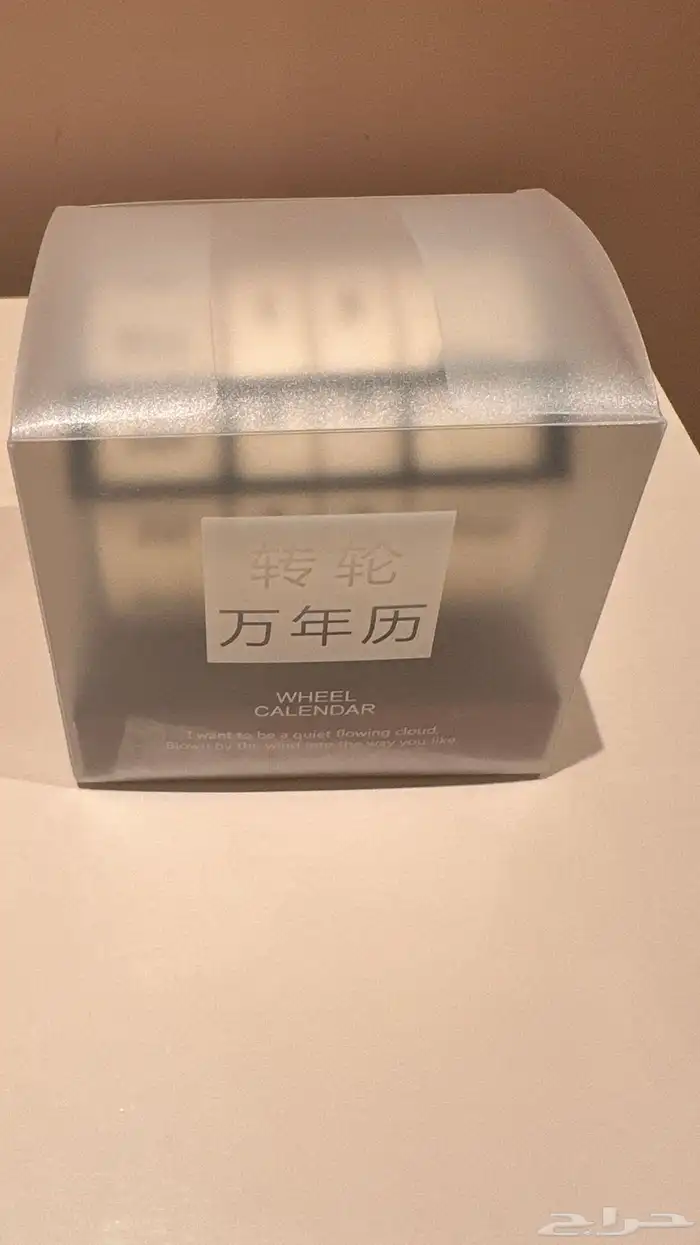 转轮
万年历
WHEEL
CALENDAR
I want to be a quiet flowing cloud,
Blown by the wind into the way you like
حراج